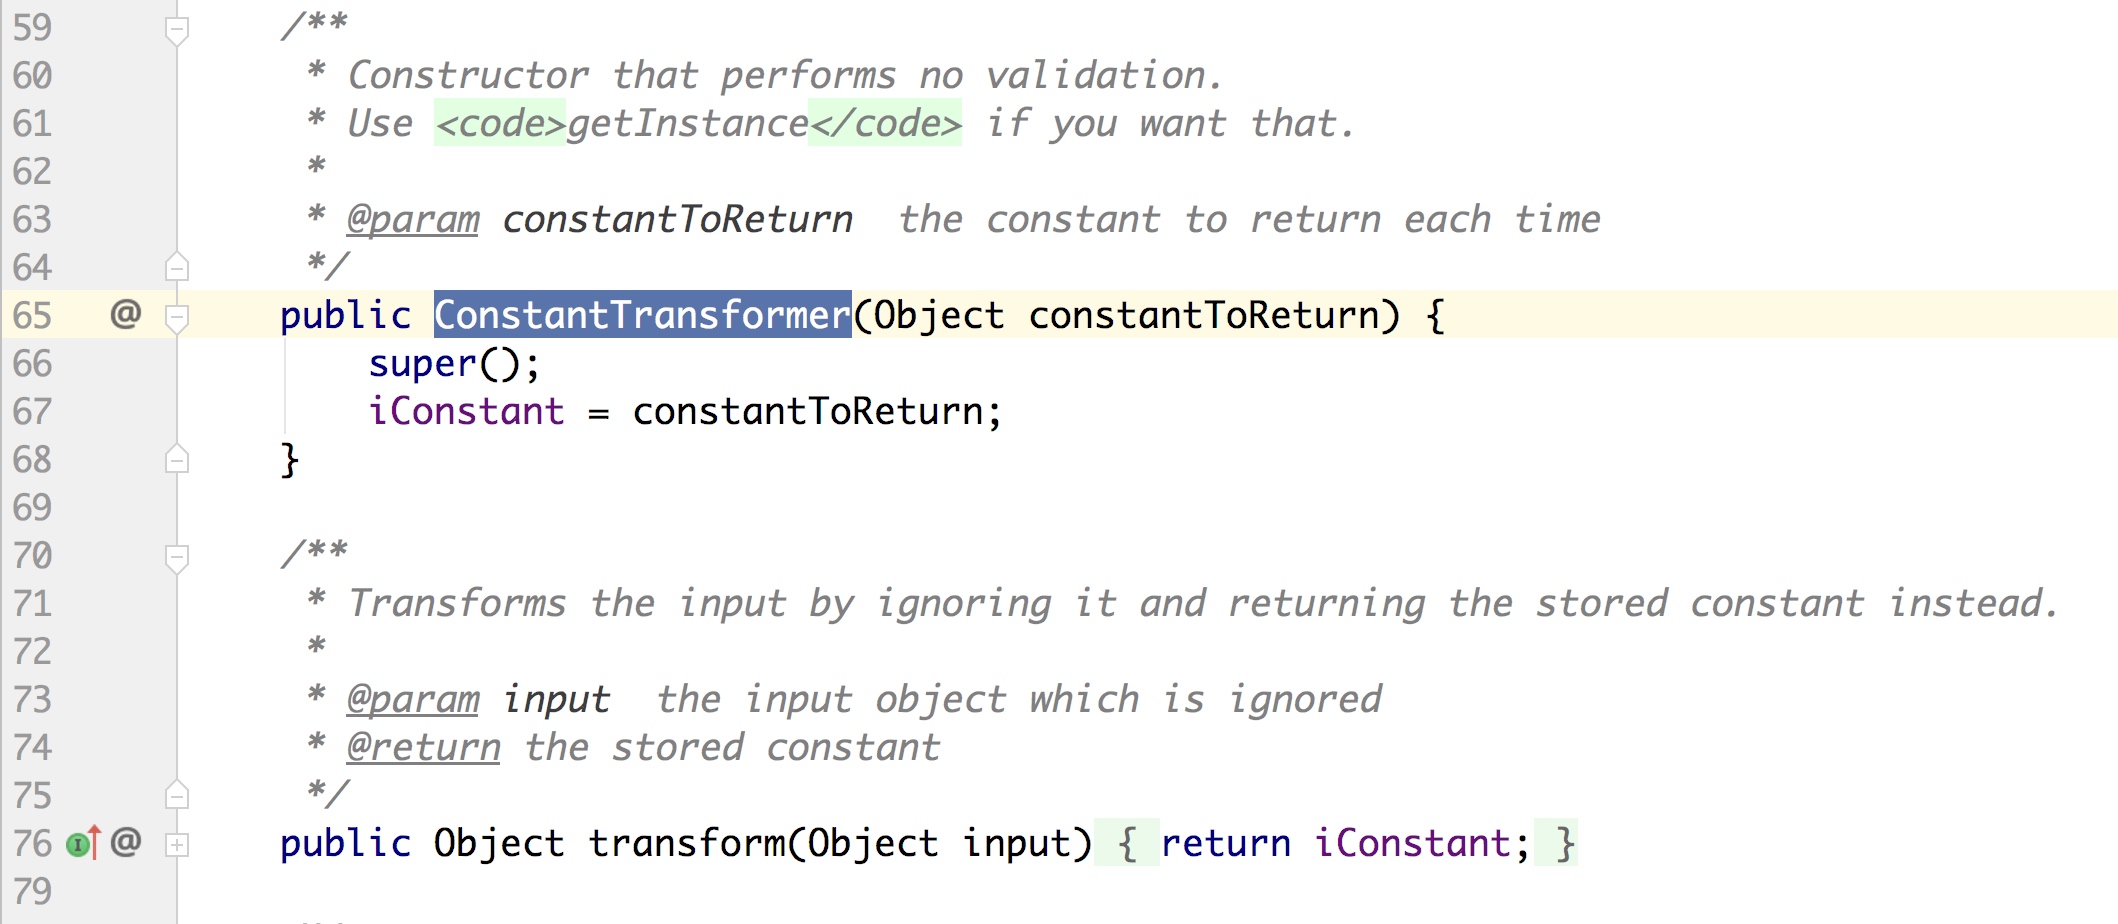 59 /**
60 * Constructor that performs no validation.
61 * Use <code>getInstance</code> if you want that.
62 *
63 * @param constantToReturn  the constant to return each time
64 */
65 @ public ConstantTransformer(Object constantToReturn) {
66 super();
67 iConstant = constantToReturn;
68 }
69
70 /**
71 * Transforms the input by ignoring it and returning the stored constant instead.
72 *
73 * @param input  the input object which is ignored
74 * @return the stored constant
75 */
76 I @ public Object transform(Object input) { return iConstant; }
79